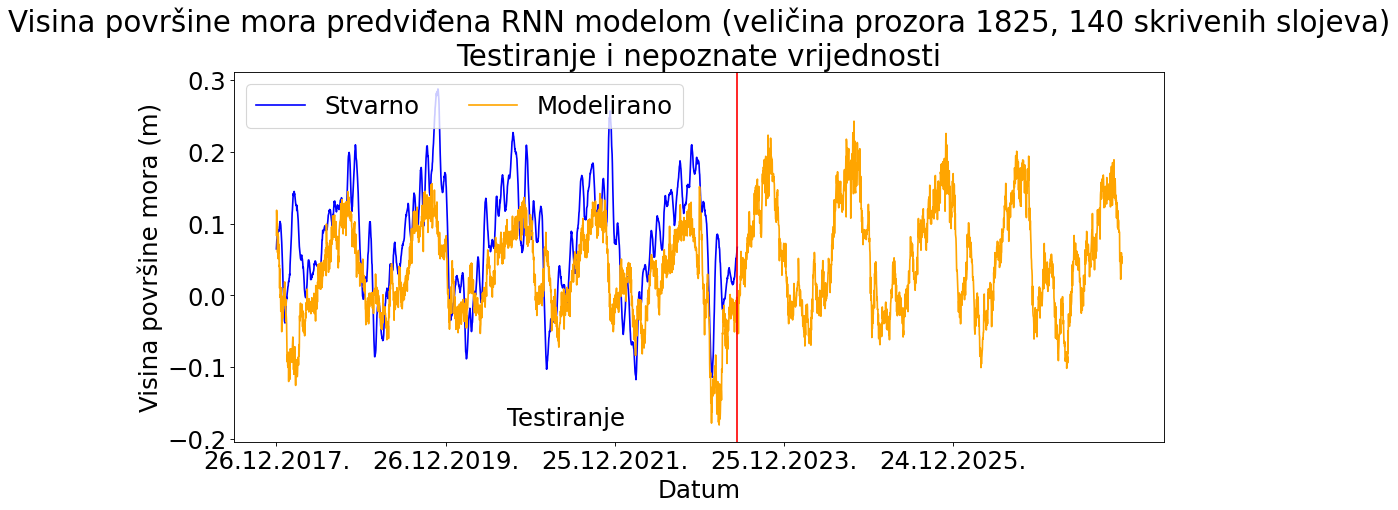 Visina površine mora predviđena RNN modelom (veličina prozora 1825, 140 skrivenih slojeva)
Testiranje i nepoznate vrijednosti
Stvarno
Modelirano
Visina površine mora (m)
0.3
0.2
0.1
0.0
−0.1
−0.2
Testiranje
26.12.2017.
26.12.2019.
25.12.2021.
25.12.2023.
24.12.2025.
Datum